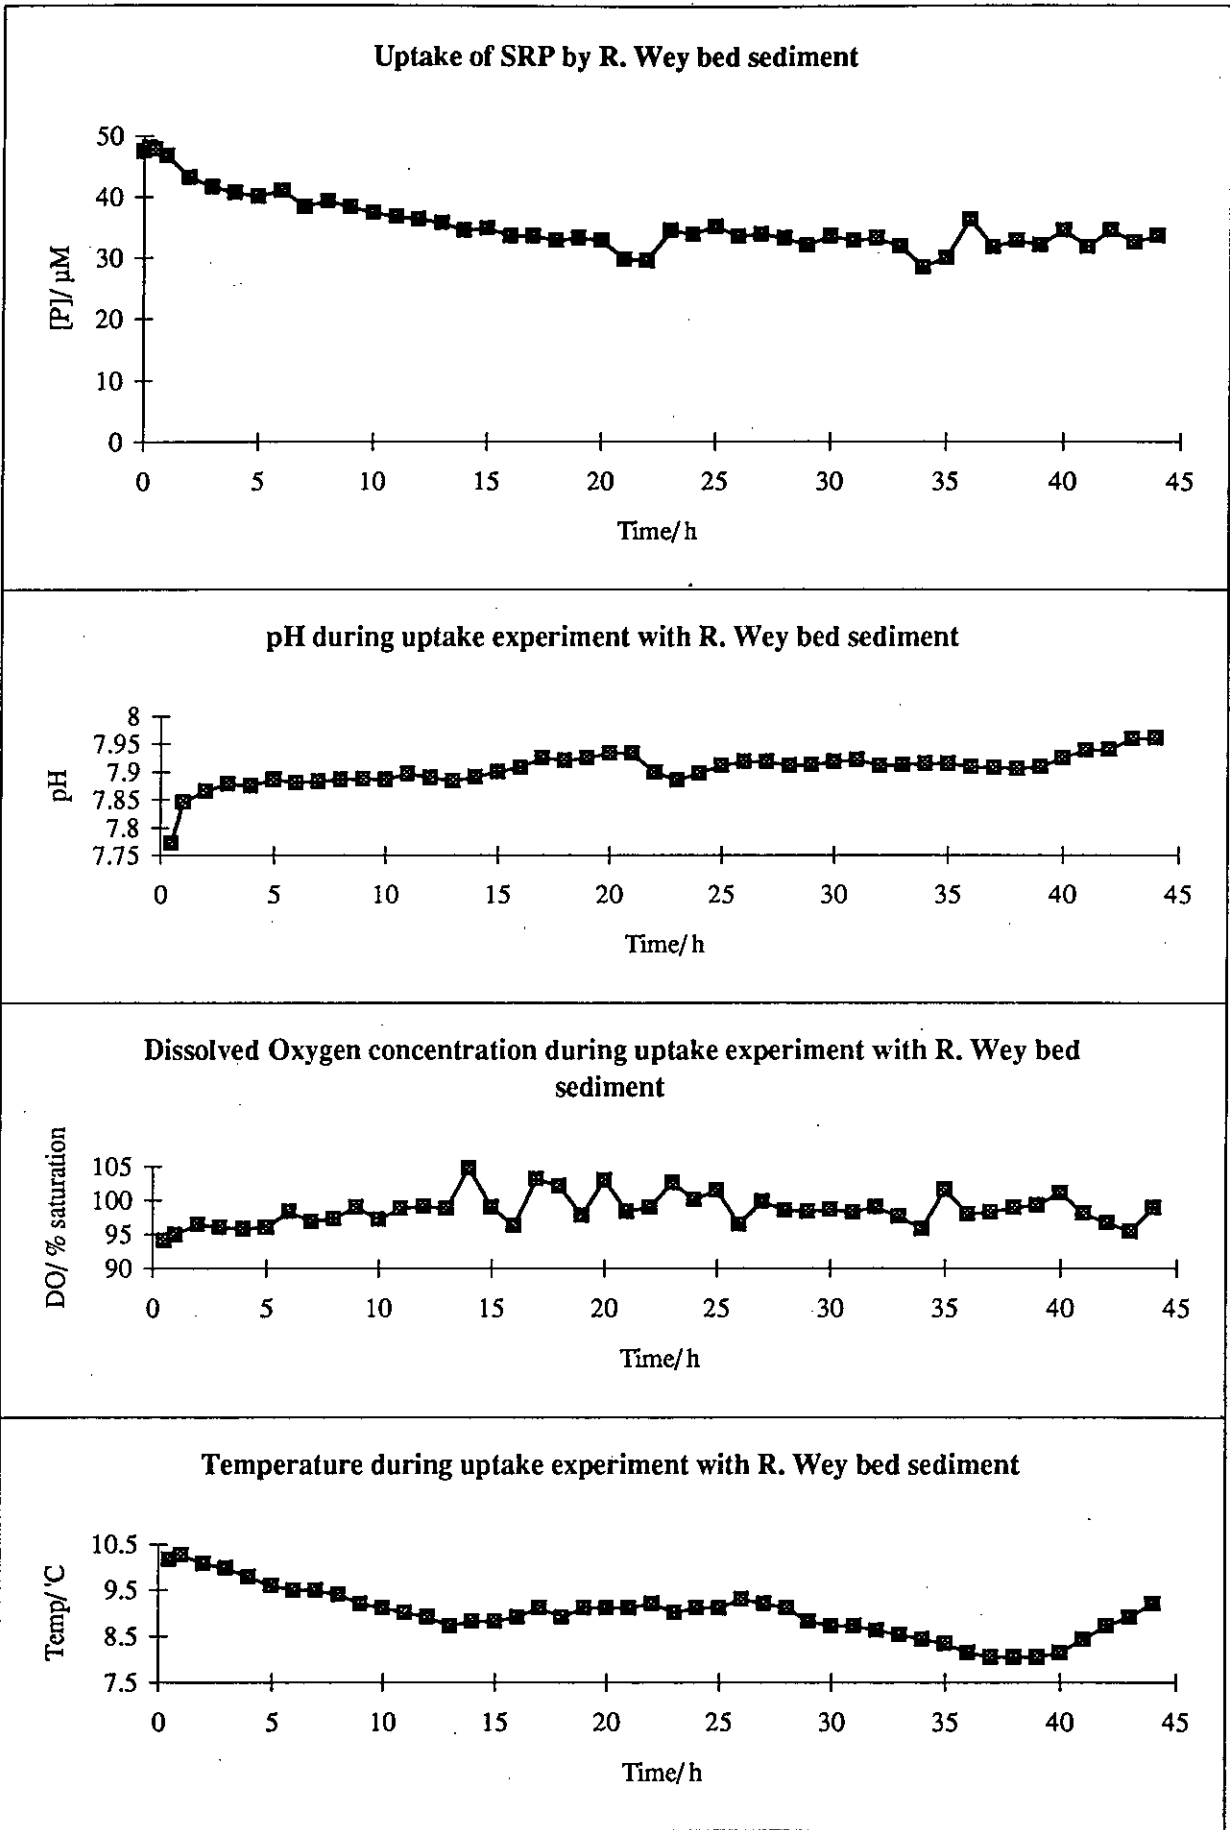 Uptake of SRP by R. Wey bed sediment
50
40
30
20
10
0
[P]/ µM
0 5 10 15 20 25 30 35 40 45
Time/ h
pH during uptake experiment with R. Wey bed sediment
8
7.95
7.9
7.85
7.8
7.75
pH
0 5 10 15 20 25 30 35 40 45
Time/ h
Dissolved Oxygen concentration during uptake experiment with R. Wey bed
sediment
105
100
95
90
DO/ % saturation
0 5 10 15 20 25 30 35 40 45
Time/ h
Temperature during uptake experiment with R. Wey bed sediment
10.5
9.5
8.5
7.5
Temp/ 'C
0 5 10 15 20 25 30 35 40 45
Time/ h